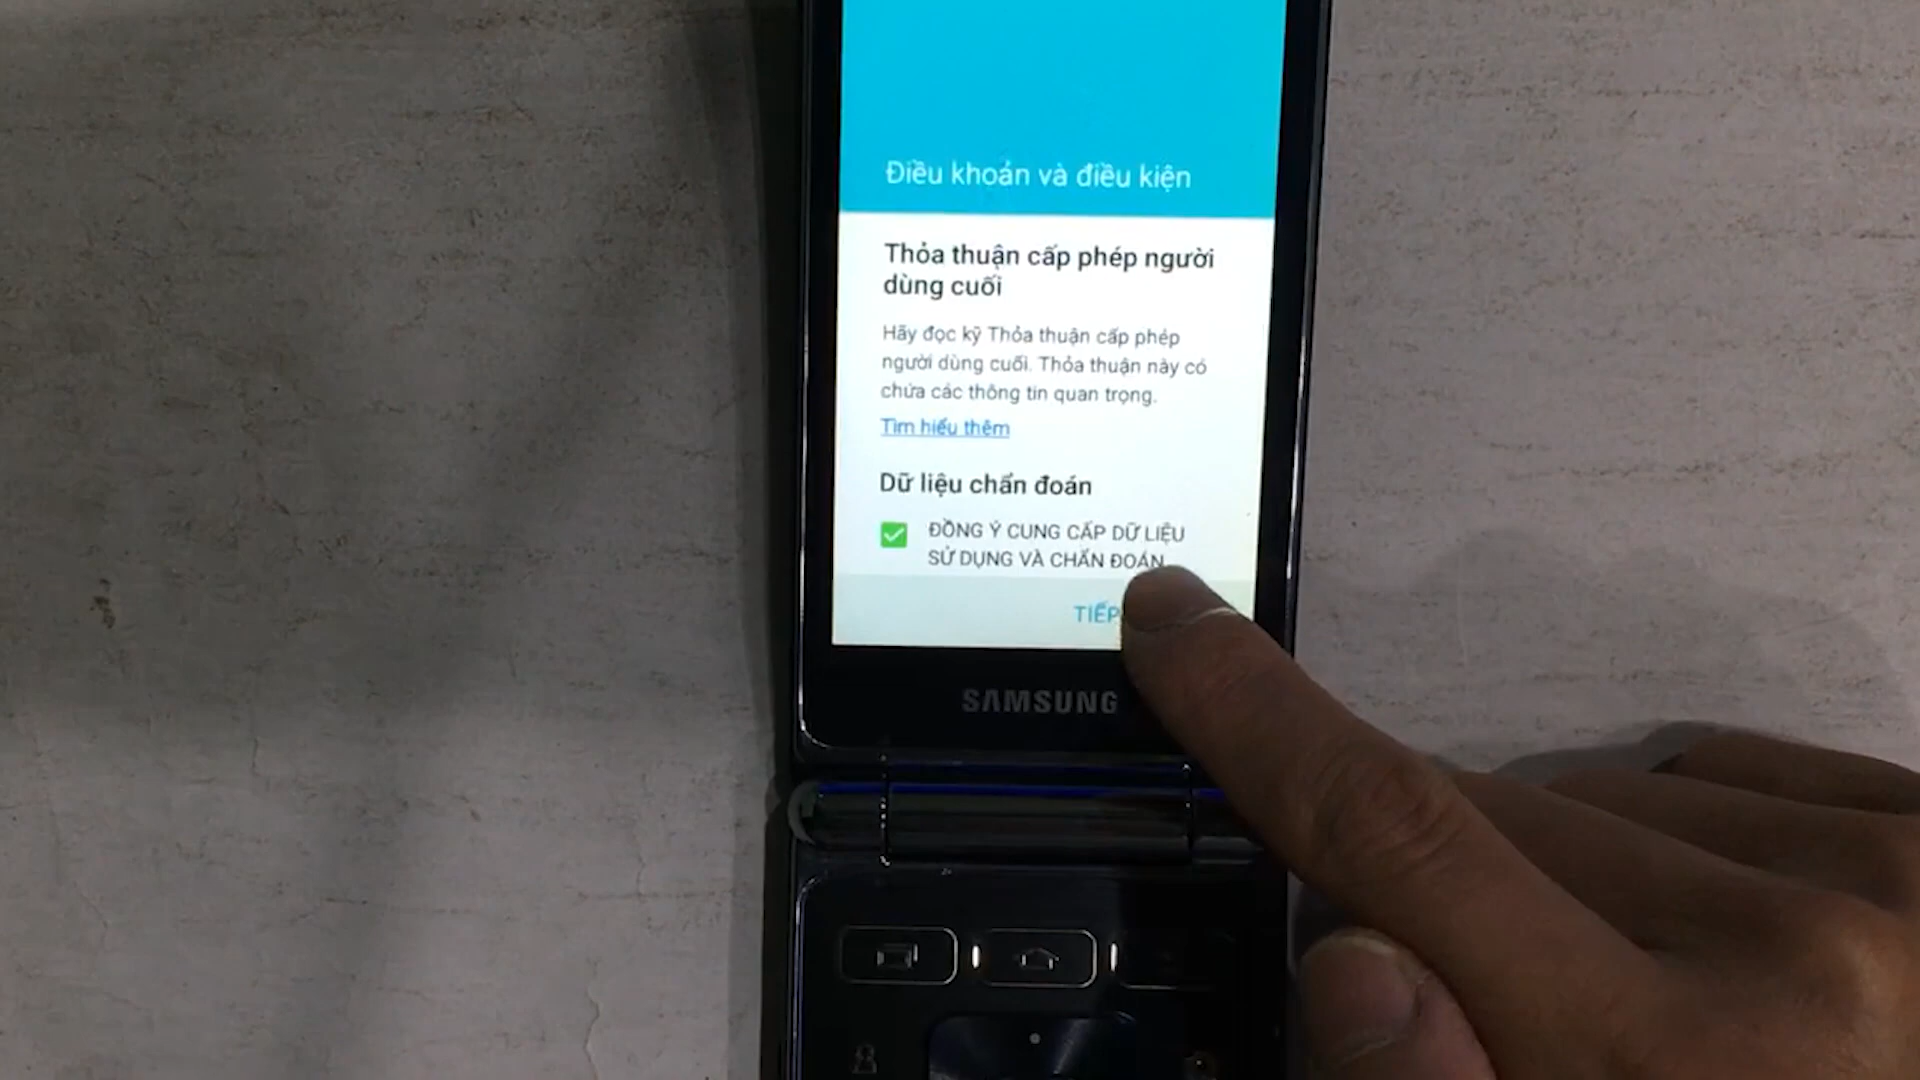 Điều khoản và điều kiện
Thỏa thuận cấp phép người
dùng cuối
Hãy đọc kỹ Thỏa thuận cấp phép
người dùng cuối. Thỏa thuận này có
chứa các thông tin quan trọng.
Tìm hiểu thêm
Dữ liệu chẩn đoán
ĐỒNG Ý CUNG CẤP DỮ LIỆU
SỬ DỤNG VÀ CHẨN ĐOÁN
TIẾP
SAMSUNG